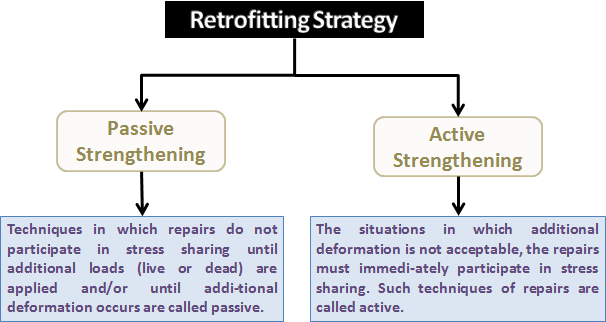 Retrofitting Strategy
Passive
Strengthening
Active
Strengthening
Techniques in which repairs do not
participate in stress sharing until
additional loads (live or dead) are
applied and/or until addi-tional
deformation occurs are called passive.
The situations in which additional
deformation is not acceptable, the repairs
must immedi-ately participate in stress
sharing. Such techniques of repairs are
called active.